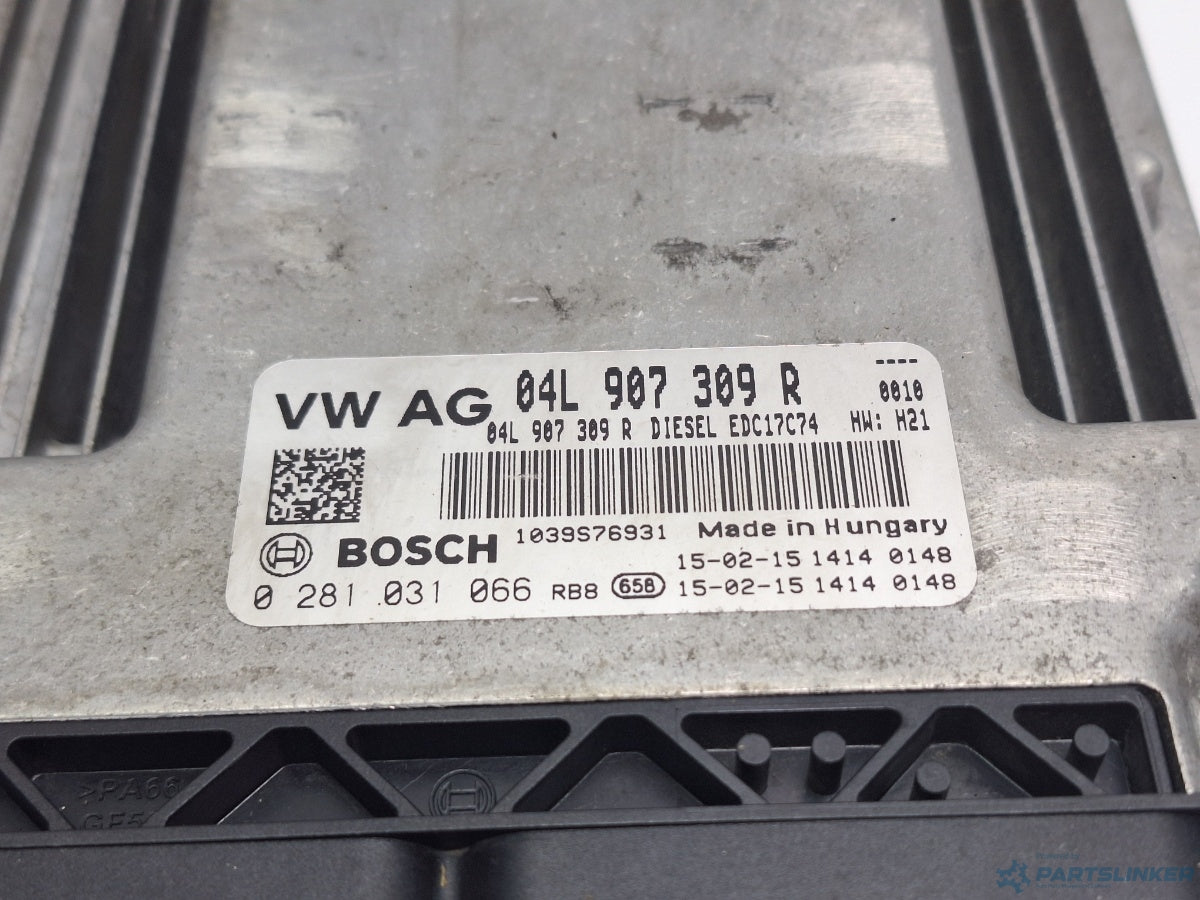 VW AG 04L 907 309 R ----
0010
04L 907 309 R DIESEL EDC17C74 HW: H21
1039S76931 Made in Hungary
BOSCH 15-02-15 1414 0148
0 281 031 066 RB8 658 15-02-15 1414 0148
>PA66
PARTSLINKER